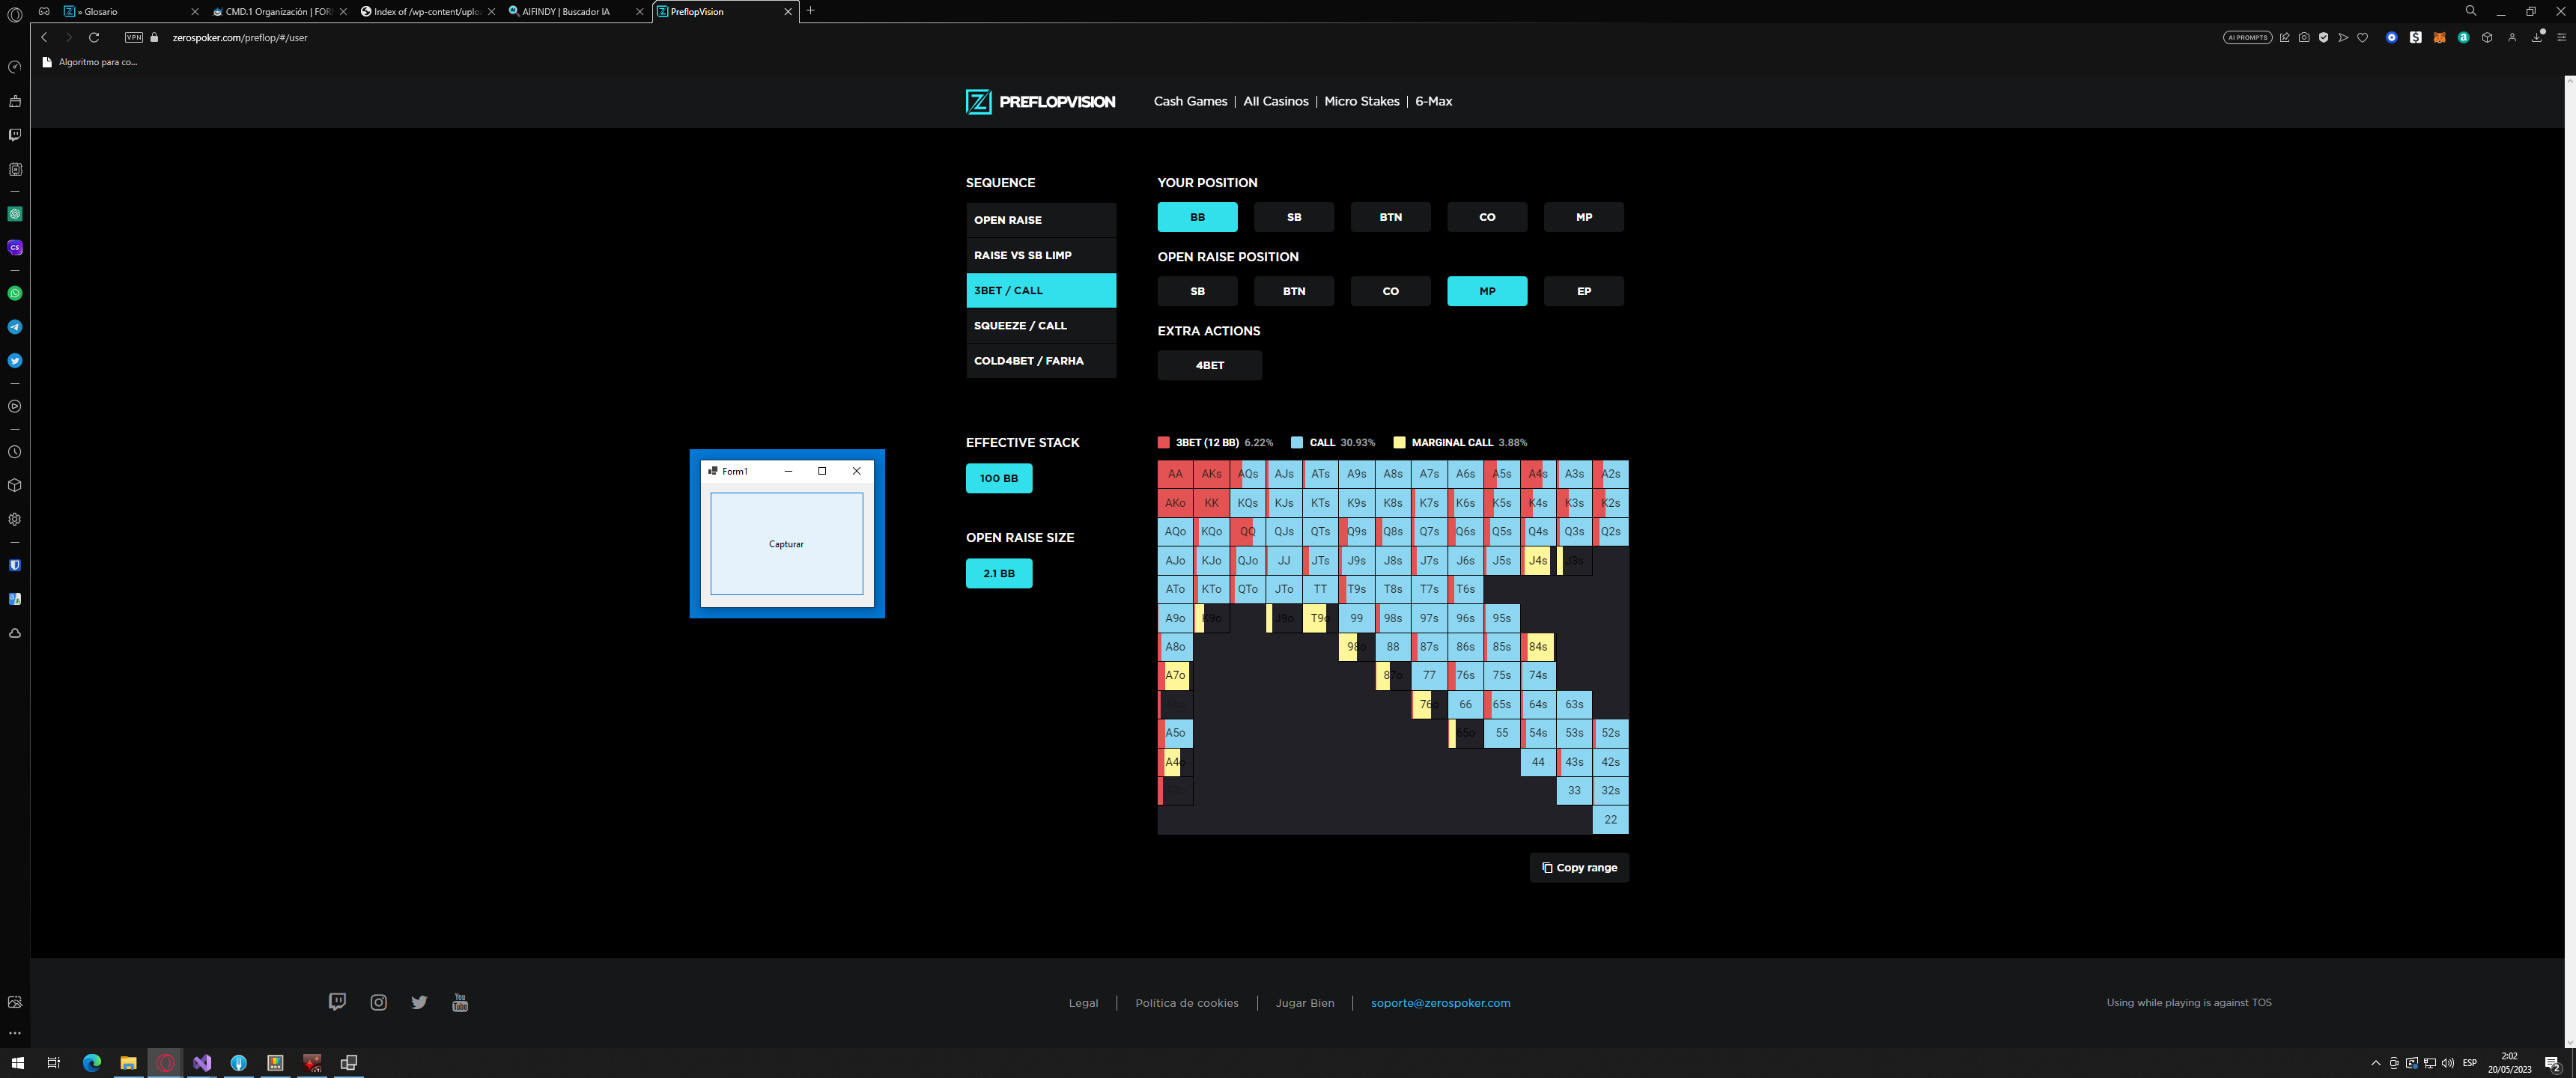 » Glosario
CMD.1 Organización | FOR
Index of /wp-content/uplo
AIFINDY | Buscador IA
PreflopVision
VPN
zerospoker.com/preflop/#/user
AI PROMPTS
Algoritmo para co...
PREFLOPVISION
Cash Games | All Casinos | Micro Stakes | 6-Max
SEQUENCE
OPEN RAISE
RAISE VS SB LIMP
3BET / CALL
SQUEEZE / CALL
COLD4BET / FARHA
YOUR POSITION
BB SB BTN CO MP
OPEN RAISE POSITION
SB BTN CO MP EP
EXTRA ACTIONS
4BET
EFFECTIVE STACK
100 BB
OPEN RAISE SIZE
2.1 BB
Form1
Capturar
3BET (12 BB) 6.22% CALL 30.93% MARGINAL CALL 3.88%
AA AKs AQs AJs ATs A9s A8s A7s A6s A5s A4s A3s A2s
AKo KK KQs KJs KTs K9s K8s K7s K6s K5s K4s K3s K2s
AQo KQo QQ QJs QTs Q9s Q8s Q7s Q6s Q5s Q4s Q3s Q2s
AJo KJo QJo JJ JTs J9s J8s J7s J6s J5s J4s J3s
ATo KTo QTo JTo TT T9s T8s T7s T6s
A9o K9o J9o T9o 99 98s 97s 96s 95s
A8o 98o 88 87s 86s 85s 84s
A7o 87o 77 76s 75s 74s
76o 66 65s 64s 63s
A5o 65o 55 54s 53s 52s
A4o 44 43s 42s
33 32s
22
Copy range
Legal | Política de cookies | Jugar Bien | soporte@zerospoker.com
Using while playing is against TOS
You Tube
ESP
2:02
20/05/2023
2